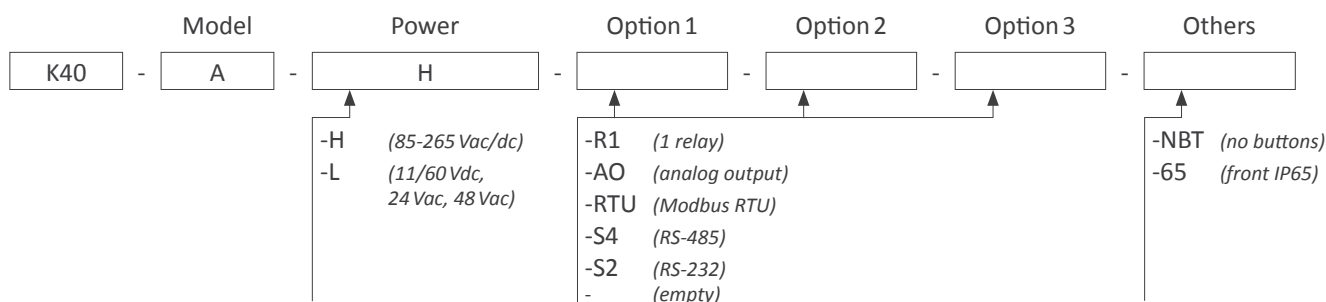 Model Power Option 1 Option 2 Option 3 Others
K40 - A - H - - - -
-H (85-265 Vac/dc) -R1 (1 relay) -NBT (no buttons)
-L (11/60 Vdc, -AO (analog output) -65 (front IP65)
24 Vac, 48 Vac) -RTU (Modbus RTU)
-S4 (RS-485)
-S2 (RS-232)
- (empty)